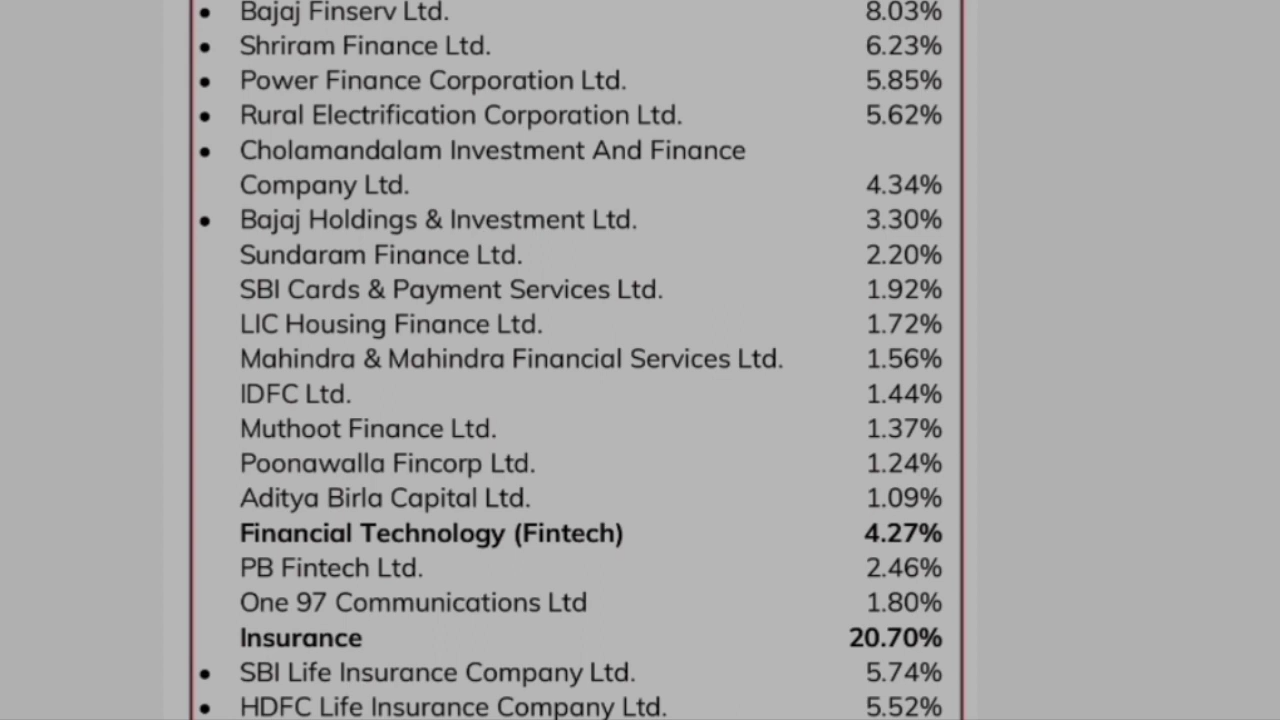 • Bajaj Finserv Ltd. 8.03%
• Shriram Finance Ltd. 6.23%
• Power Finance Corporation Ltd. 5.85%
• Rural Electrification Corporation Ltd. 5.62%
• Cholamandalam Investment And Finance
Company Ltd. 4.34%
• Bajaj Holdings & Investment Ltd. 3.30%
Sundaram Finance Ltd. 2.20%
SBI Cards & Payment Services Ltd. 1.92%
LIC Housing Finance Ltd. 1.72%
Mahindra & Mahindra Financial Services Ltd. 1.56%
IDFC Ltd. 1.44%
Muthoot Finance Ltd. 1.37%
Poonawalla Fincorp Ltd. 1.24%
Aditya Birla Capital Ltd. 1.09%
Financial Technology (Fintech) 4.27%
PB Fintech Ltd. 2.46%
One 97 Communications Ltd 1.80%
Insurance 20.70%
• SBI Life Insurance Company Ltd. 5.74%
• HDFC Life Insurance Company Ltd. 5.52%